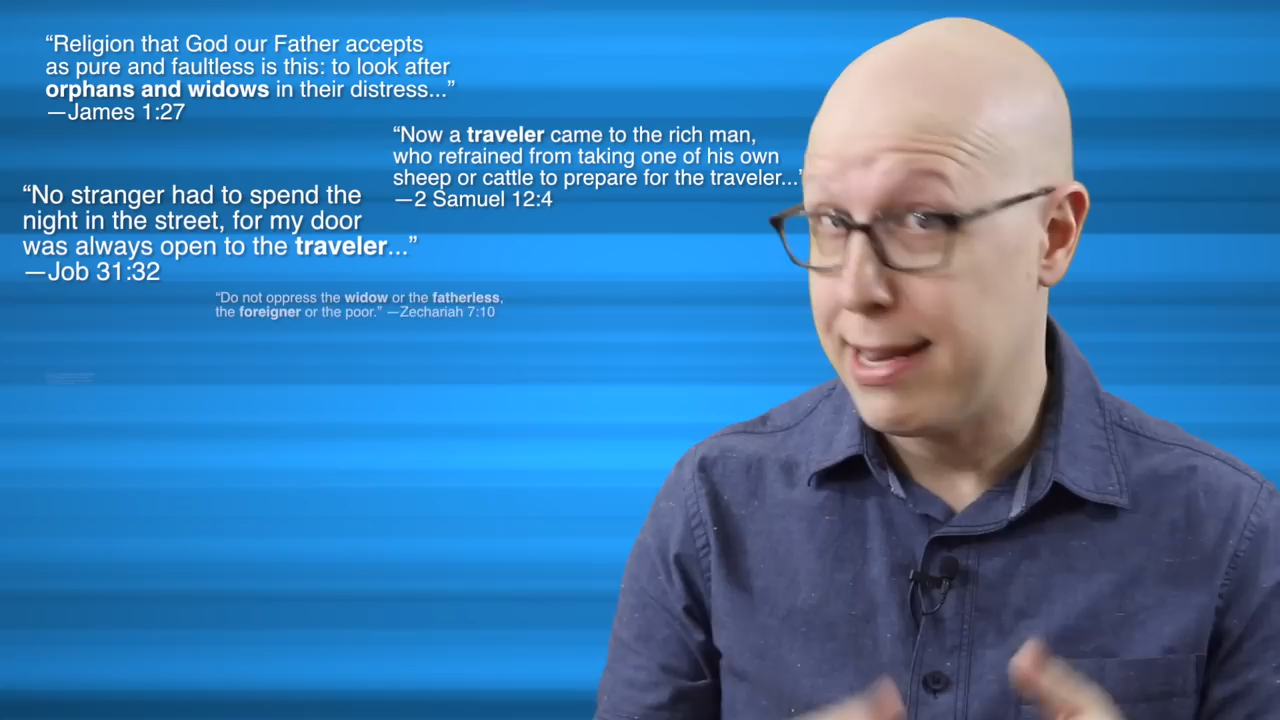 “Religion that God our Father accepts
as pure and faultless is this: to look after
orphans and widows in their distress...”
—James 1:27
“Now a traveler came to the rich man,
who refrained from taking one of his own
sheep or cattle to prepare for the traveler...”
—2 Samuel 12:4
“No stranger had to spend the
night in the street, for my door
was always open to the traveler...”
—Job 31:32
“Do not oppress the widow or the fatherless,
the foreigner or the poor.” —Zechariah 7:10